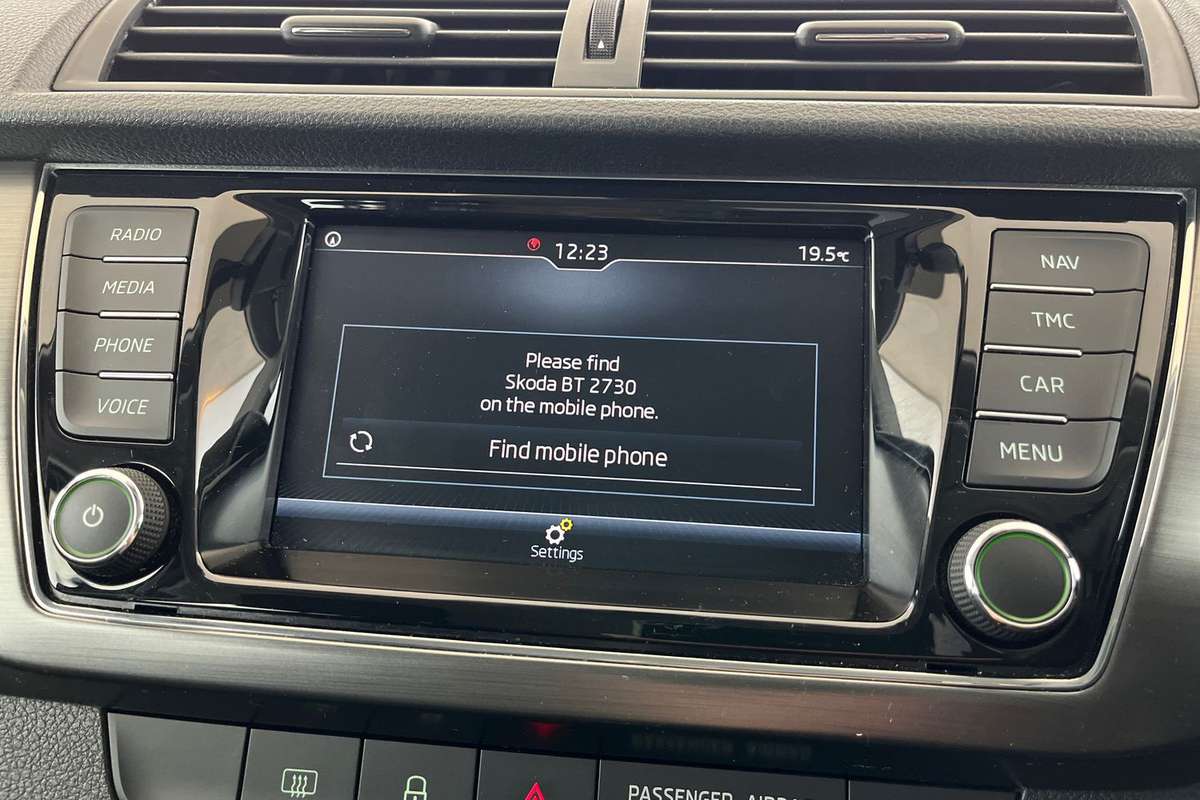 RADIO
MEDIA
PHONE
VOICE
12:23
19.5°C
Please find
Skoda BT 2730
on the mobile phone.
Find mobile phone
Settings
NAV
TMC
CAR
MENU
PASSENGER